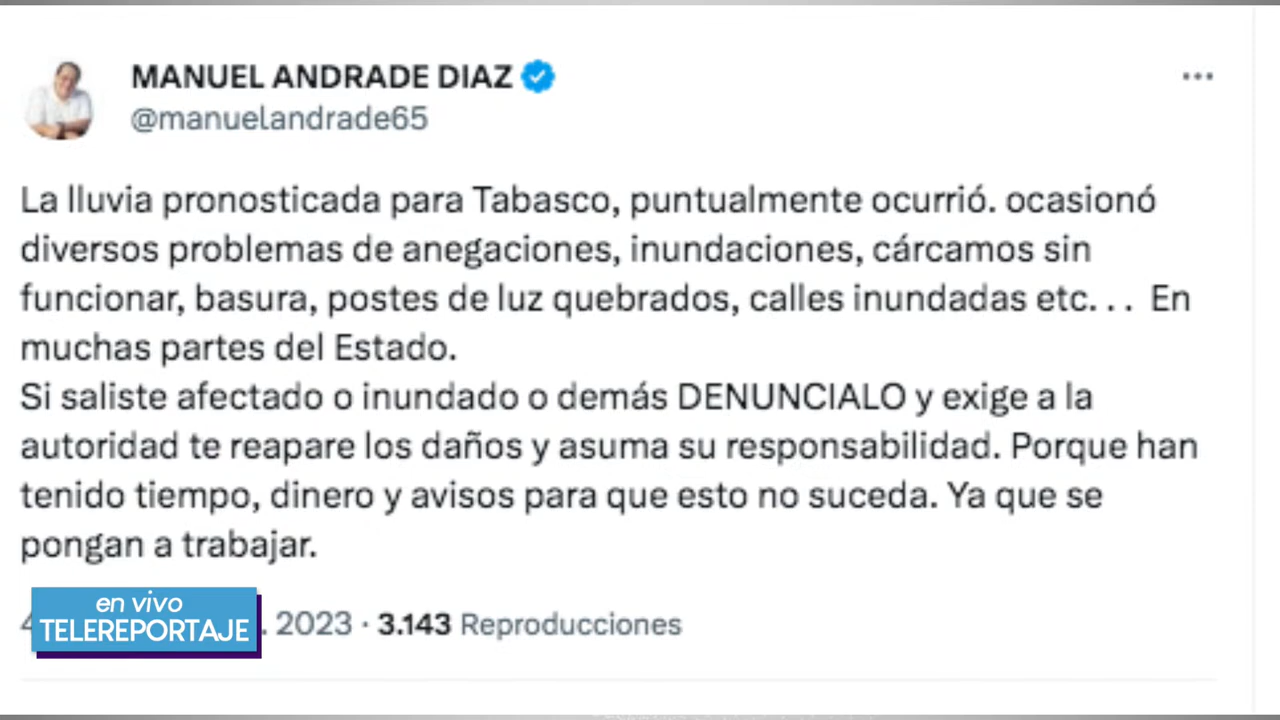 MANUEL ANDRADE DIAZ
@manuelandrade65
La lluvia pronosticada para Tabasco, puntualmente ocurrió. ocasionó
diversos problemas de anegaciones, inundaciones, cárcamos sin
funcionar, basura, postes de luz quebrados, calles inundadas etc. . . En
muchas partes del Estado.
Si saliste afectado o inundado o demás DENUNCIALO y exige a la
autoridad te reapare los daños y asuma su responsabilidad. Porque han
tenido tiempo, dinero y avisos para que esto no suceda. Ya que se
pongan a trabajar.
en vivo
TELEREPORTAJE
. 2023 · 3.143 Reproducciones